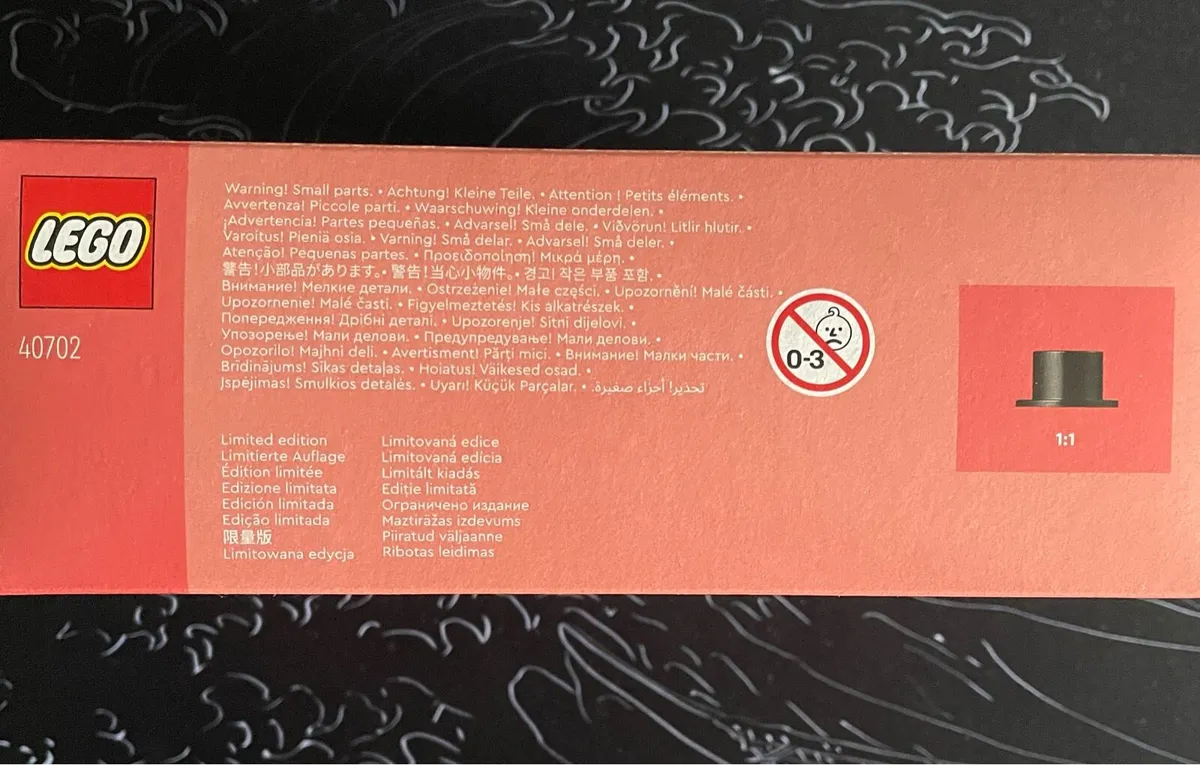 LEGO
40702
Warning! Small parts. • Achtung! Kleine Teile. • Attention ! Petits éléments. •
Avvertenza! Piccole parti. • Waarschuwing! Kleine onderdelen. •
¡Advertencia! Partes pequeñas. • Advarsel! Små dele. • Viðvörun! Litlir hlutir. •
Varoitus! Pieniä osia. • Varning! Små delar. • Advarsel! Små deler. •
Atenção! Pequenas partes. • Προειδοποίηση! Μικρά μέρη. •
警告!小部品があります。• 警告!当心小物件。• 경고! 작은 부품 포함. •
Внимание! Мелкие детали. • Ostrzeżenie! Małe części. • Upozornění! Malé části. •
Upozornenie! Malé časti. • Figyelmeztetés! Kis alkatrészek. •
Попередження! Дрібні деталі. • Upozorenje! Sitni dijelovi. •
Упозорење! Мали делови. • Предупредување! Мали делови. •
Opozorilo! Majhni deli. • Avertisment! Părți mici. • Внимание! Малки части. •
Brīdinājums! Sīkas detaļas. • Hoiatus! Väikesed osad. •
Įspėjimas! Smulkios detalės. • Uyarı! Küçük Parçalar. • تحذير! أجزاء صغيرة.
0-3
1:1
Limited edition
Limitierte Auflage
Édition limitée
Edizione limitata
Edición limitada
Edição limitada
限量版
Limitowana edycja
Limitovaná edice
Limitovaná edícia
Limitált kiadás
Ediție limitată
Ограничено издание
Maztirāžas izdevums
Piiratud väljaanne
Ribotas leidimas